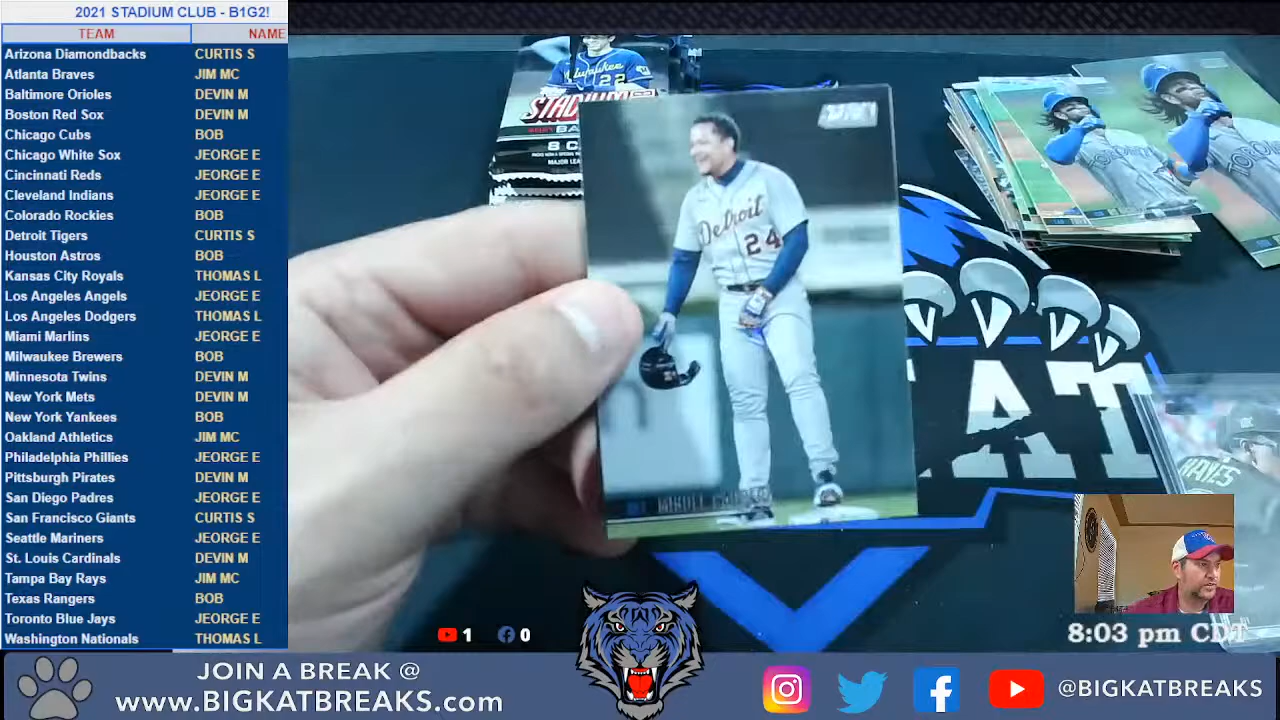 2021 STADIUM CLUB - B1G2!
TEAM NAME
Arizona Diamondbacks CURTIS S
Atlanta Braves JIM MC
Baltimore Orioles DEVIN M
Boston Red Sox DEVIN M
Chicago Cubs BOB
Chicago White Sox JEORGE E
Cincinnati Reds JEORGE E
Cleveland Indians JEORGE E
Colorado Rockies BOB
Detroit Tigers CURTIS S
Houston Astros BOB
Kansas City Royals THOMAS L
Los Angeles Angels JEORGE E
Los Angeles Dodgers THOMAS L
Miami Marlins JEORGE E
Milwaukee Brewers BOB
Minnesota Twins DEVIN M
New York Mets DEVIN M
New York Yankees BOB
Oakland Athletics JIM MC
Philadelphia Phillies JEORGE E
Pittsburgh Pirates DEVIN M
San Diego Padres JEORGE E
San Francisco Giants CURTIS S
Seattle Mariners JEORGE E
St. Louis Cardinals DEVIN M
Tampa Bay Rays JIM MC
Texas Rangers BOB
Toronto Blue Jays JEORGE E
Washington Nationals THOMAS L
Milwaukee
22
Detroit
24
TORONTO
AT
HAYES
8:03 pm CDT
1 0
JOIN A BREAK @
www.BIGKATBREAKS.com
@BIGKATBREAKS